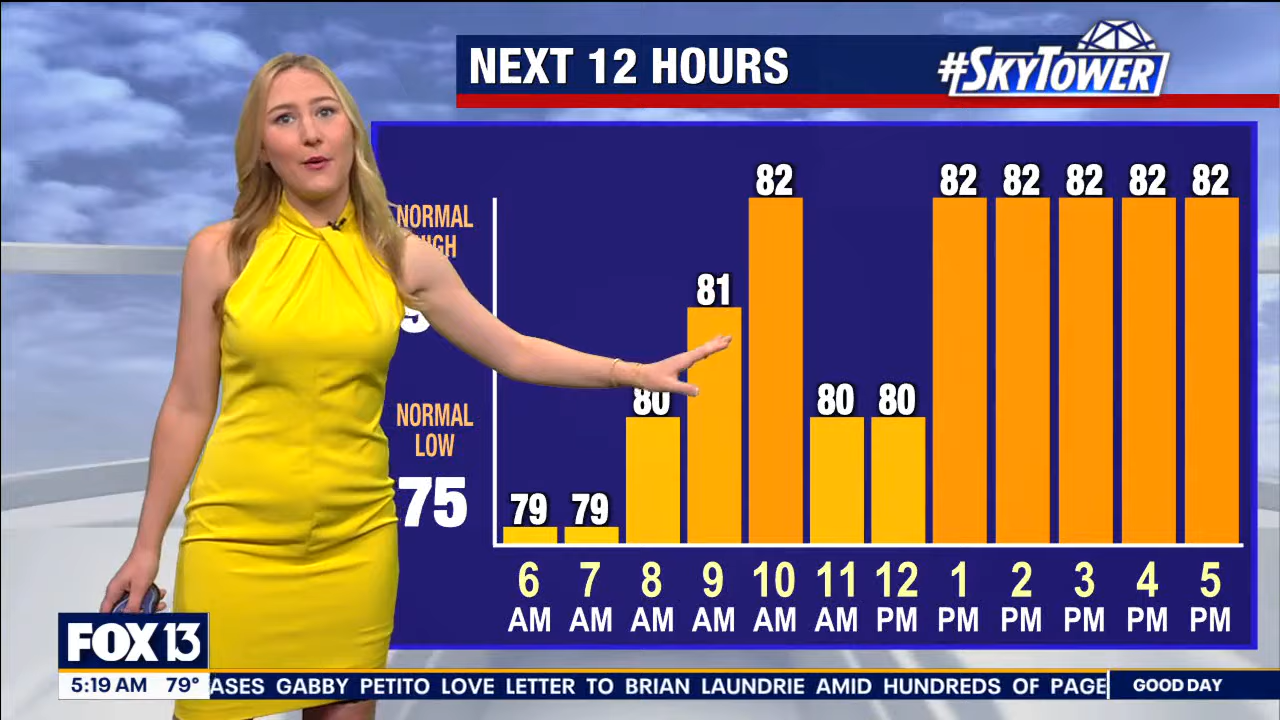 NEXT 12 HOURS
#SKYTOWER
NORMAL
NORMAL
LOW
75
79 79 80 81 82 80 80 82 82 82 82 82
6 7 8 9 10 11 12 1 2 3 4 5
AM AM AM AM AM AM PM PM PM PM PM PM
FOX 13
5:19 AM 79° ASES GABBY PETITO LOVE LETTER TO BRIAN LAUNDRIE AMID HUNDREDS OF PAGE GOOD DAY